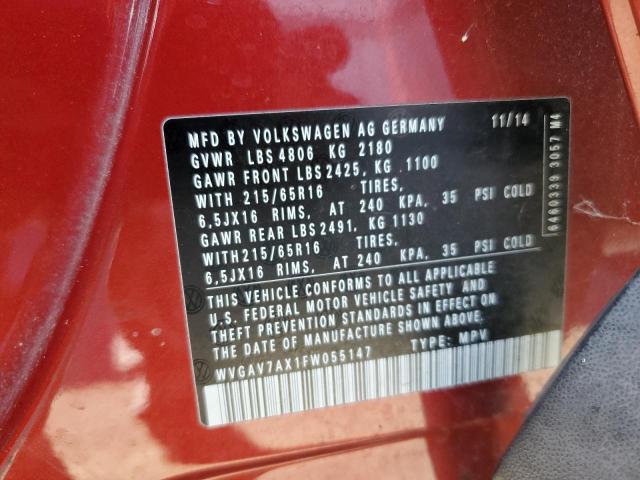 MFD BY VOLKSWAGEN AG GERMANY 11/14
GVWR LBS 4806 KG 2180
GAWR FRONT LBS 2425, KG 1100
WITH 215/65R16 TIRES,
6,5JX16 RIMS, AT 240 KPA, 35 PSI COLD
GAWR REAR LBS 2491, KG 1130
WITH215/65R16 TIRES,
6,5JX16 RIMS, AT 240 KPA, 35 PSI COLD
THIS VEHICLE CONFORMS TO ALL APPLICABLE
U.S. FEDERAL MOTOR VEHICLE SAFETY AND
THEFT PREVENTION STANDARDS IN EFFECT ON
THE DATE OF MANUFACTURE SHOWN ABOVE.
WVGAV7AX1FW055147 TYPE: MPV
6460339 3057 M4